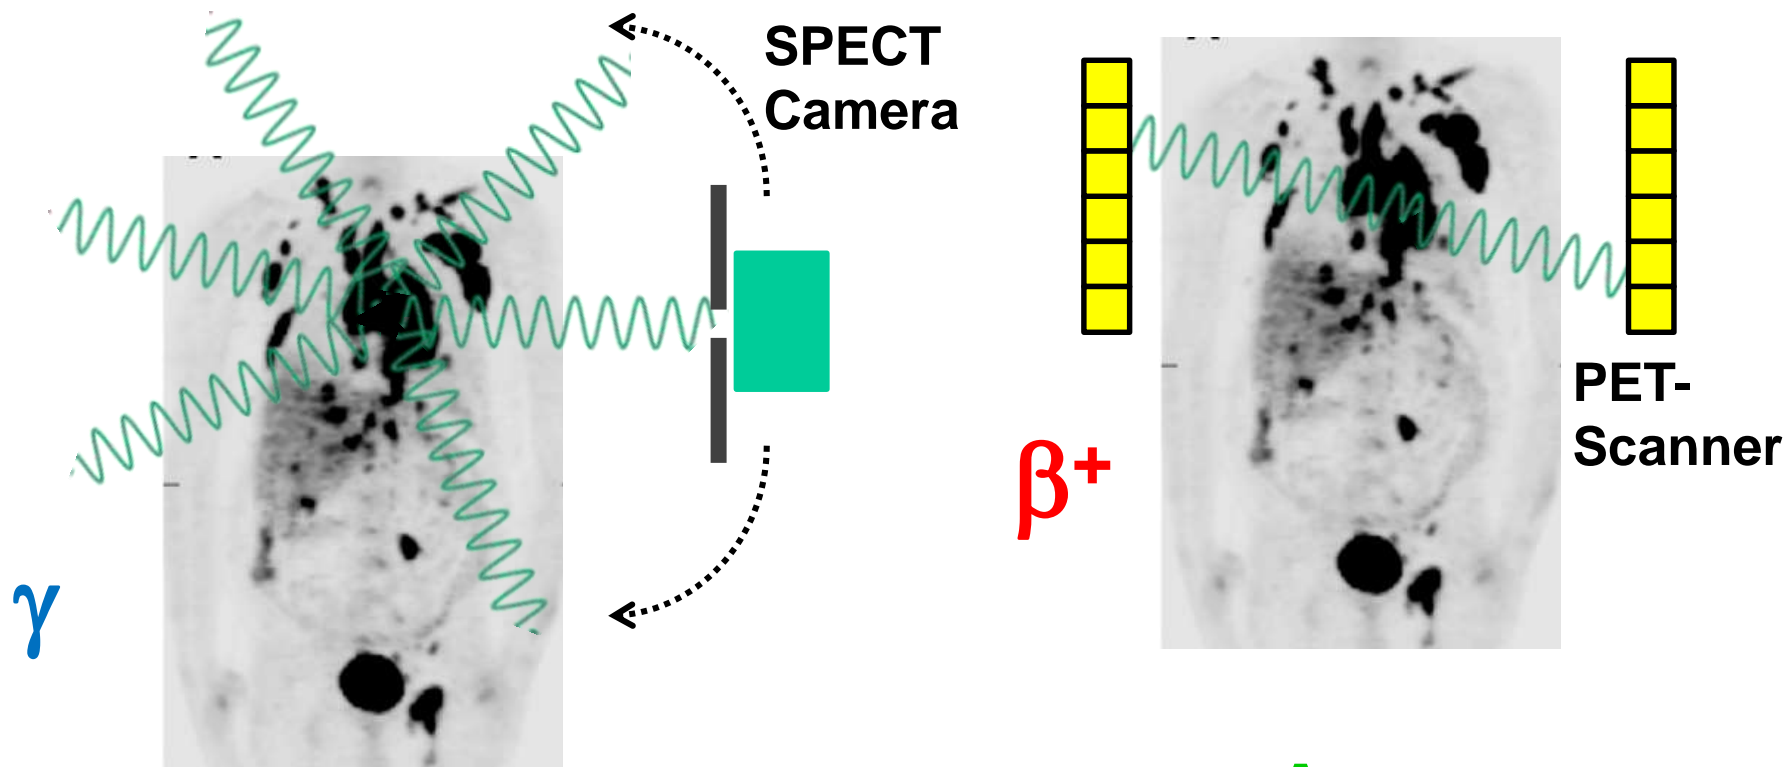 SPECT
Camera
γ
β+
PET-
Scanner